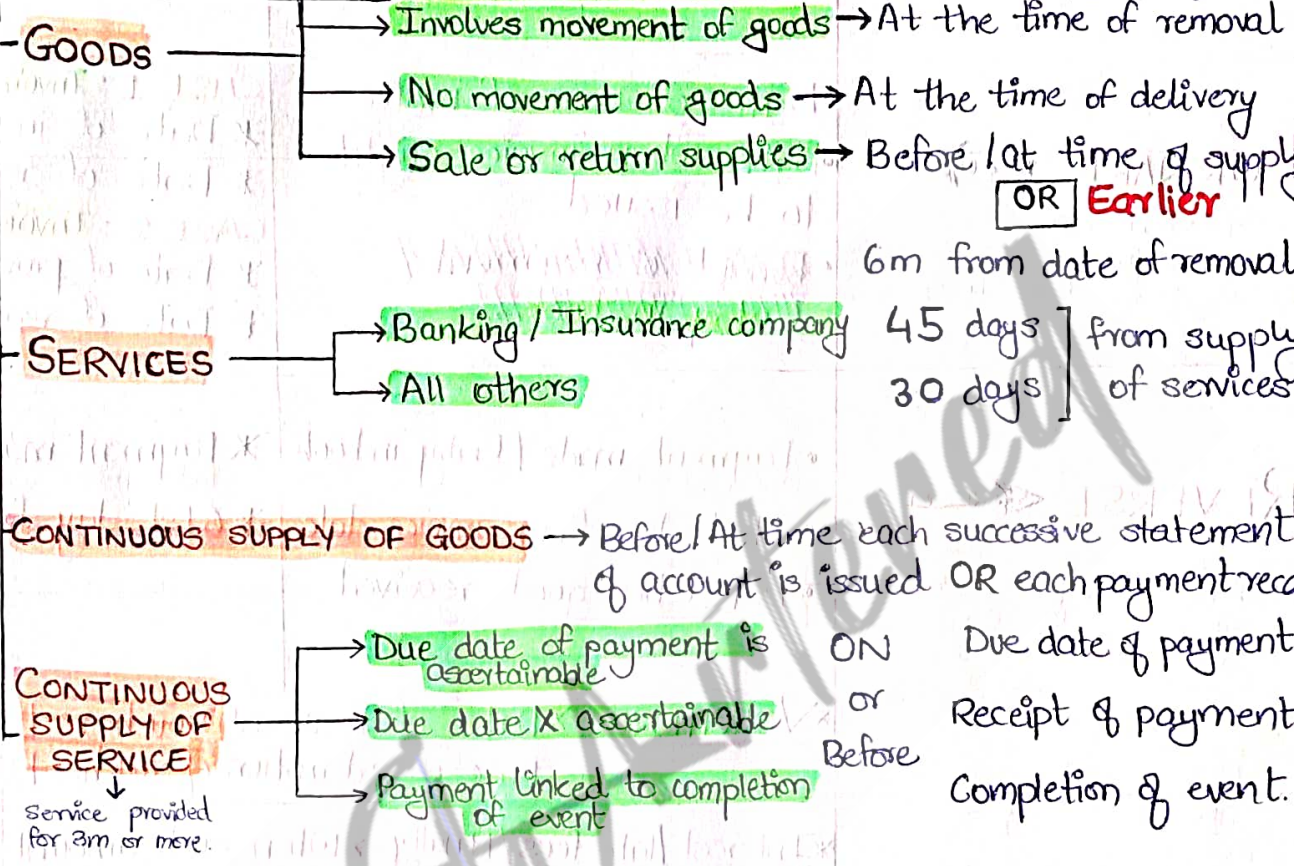 GOODS
Involves movement of goods → At the time of removal
No movement of goods → At the time of delivery
Sale or return supplies → Before / at time of supply
OR Earlier
6m from date of removal
SERVICES
Banking / Insurance company 45 days
from supply
All others 30 days
of services
CONTINUOUS SUPPLY OF GOODS → Before / At time each successive statement
of account is issued OR each payment
Due date of payment is ON Due date of payment
ascertainable
CONTINUOUS
SUPPLY OF
SERVICE
Due date X ascertainable or Receipt of payment
Before
Payment linked to completion Completion of event.
of event
Service provided
for 3m or more.